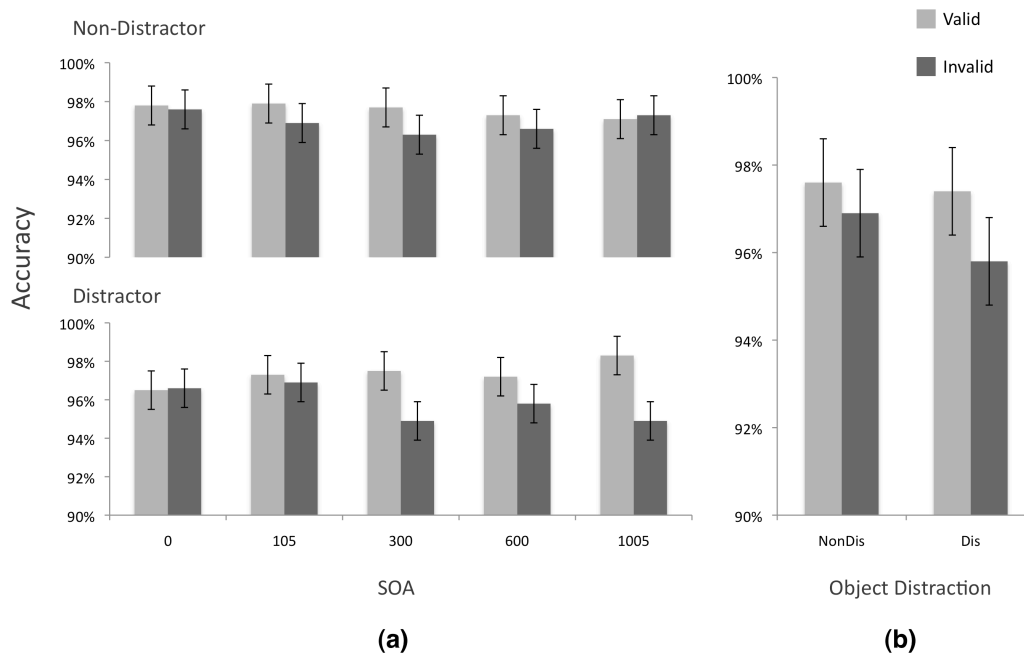 Non-Distractor
Valid
Invalid
100%
98%
96%
94%
92%
90%
Accuracy
Distractor
100%
98%
96%
94%
92%
90%
0 105 300 600 1005
SOA
(a)
100%
98%
96%
94%
92%
90%
NonDis Dis
Object Distraction
(b)